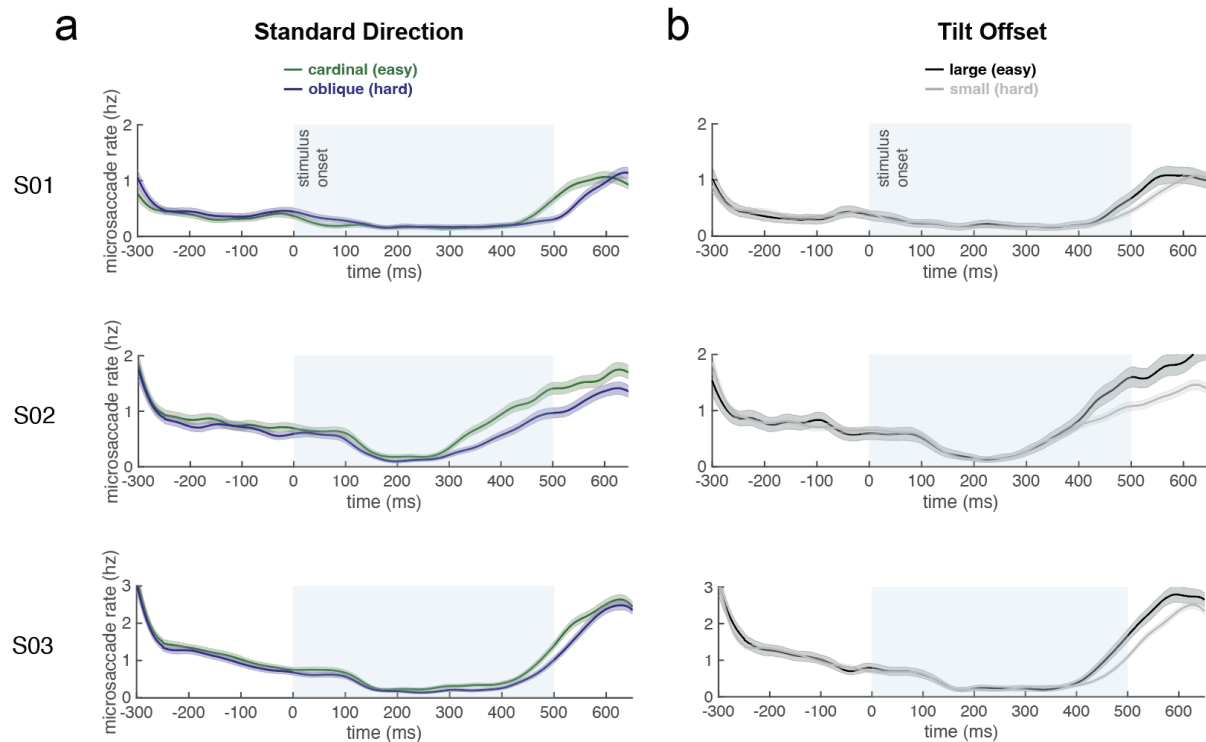 a
Standard Direction
cardinal (easy)
oblique (hard)
b
Tilt Offset
large (easy)
small (hard)
S01
microsaccade rate (hz)
2
1
0
stimulus
onset
-300 -200 -100 0 100 200 300 400 500 600
time (ms)
2
1
0
stimulus
onset
-300 -200 -100 0 100 200 300 400 500 600
time (ms)
S02
microsaccade rate (hz)
2
1
0
-300 -200 -100 0 100 200 300 400 500 600
time (ms)
2
1
0
-300 -200 -100 0 100 200 300 400 500 600
time (ms)
S03
microsaccade rate (hz)
3
2
1
0
-300 -200 -100 0 100 200 300 400 500 600
time (ms)
3
2
1
0
-300 -200 -100 0 100 200 300 400 500 600
time (ms)